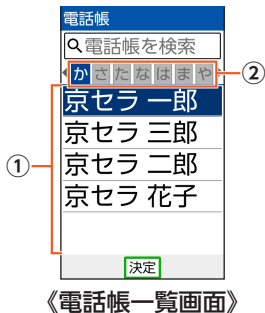 電話帳
電話帳を検索
か さ た な は ま や
②
京セラ 一郎
京セラ 三郎
①
京セラ 二郎
京セラ 花子
決定
《電話帳一覧画面》